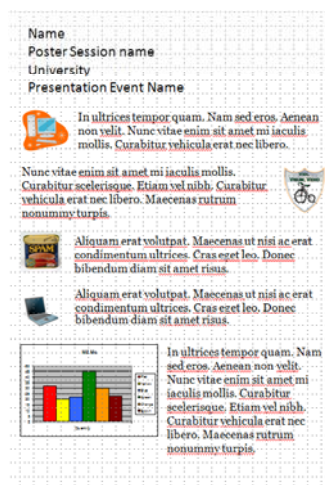 Name
Poster Session name
University
Presentation Event Name
In ultrices tempor quam. Nam sed eros. Aenean
non velit. Nunc vitae enim sit amet mi iaculis
mollis. Curabitur vehicula erat nec libero.
Nunc vitae enim sit amet mi iaculis mollis.
Curabitur scelerisque. Etiam vel nibh. Curabitur
vehicula erat nec libero. Maecenas rutrum
nonummy turpis.
Aliquam erat volutpat. Maecenas ut nisi ac erat
condimentum ultrices. Cras eget leo. Donec
bibendum diam sit amet risus.
SPAM
Aliquam erat volutpat. Maecenas ut nisi ac erat
condimentum ultrices. Cras eget leo. Donec
bibendum diam sit amet risus.
In ultrices tempor quam. Nam
sed eros. Aenean non velit.
Nunc vitae enim sit amet mi
iaculis mollis. Curabitur
scelerisque. Etiam vel nibh.
Curabitur vehicula erat nec
libero. Maecenas rutrum
nonummy turpis.